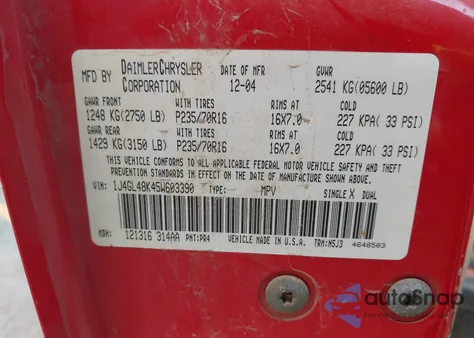 MFD BY DAIMLERCHRYSLER CORPORATION DATE OF MFR 12-04 GVWR 2541 KG(05600 LB)
GAWR FRONT WITH TIRES RIMS AT COLD
1248 KG(2750 LB) P235/70R16 16X7.0 227 KPA( 33 PSI)
GAWR REAR WITH TIRES RIMS AT COLD
1429 KG(3150 LB) P235/70R16 16X7.0 227 KPA( 33 PSI)
THIS VEHICLE CONFORMS TO ALL APPLICABLE FEDERAL MOTOR VEHICLE SAFETY AND THEFT
PREVENTION STANDARDS IN EFFECT ON THE DATE OF MANUFACTURE SHOWN ABOVE.
VIN: 1J4GL48K45W603390 TYPE: MPV SINGLE X DUAL
MDH: 121316 314AA PNT:PR4 VEHICLE MADE IN U.S.A. TRM:N5J3 4648503
autoSnap